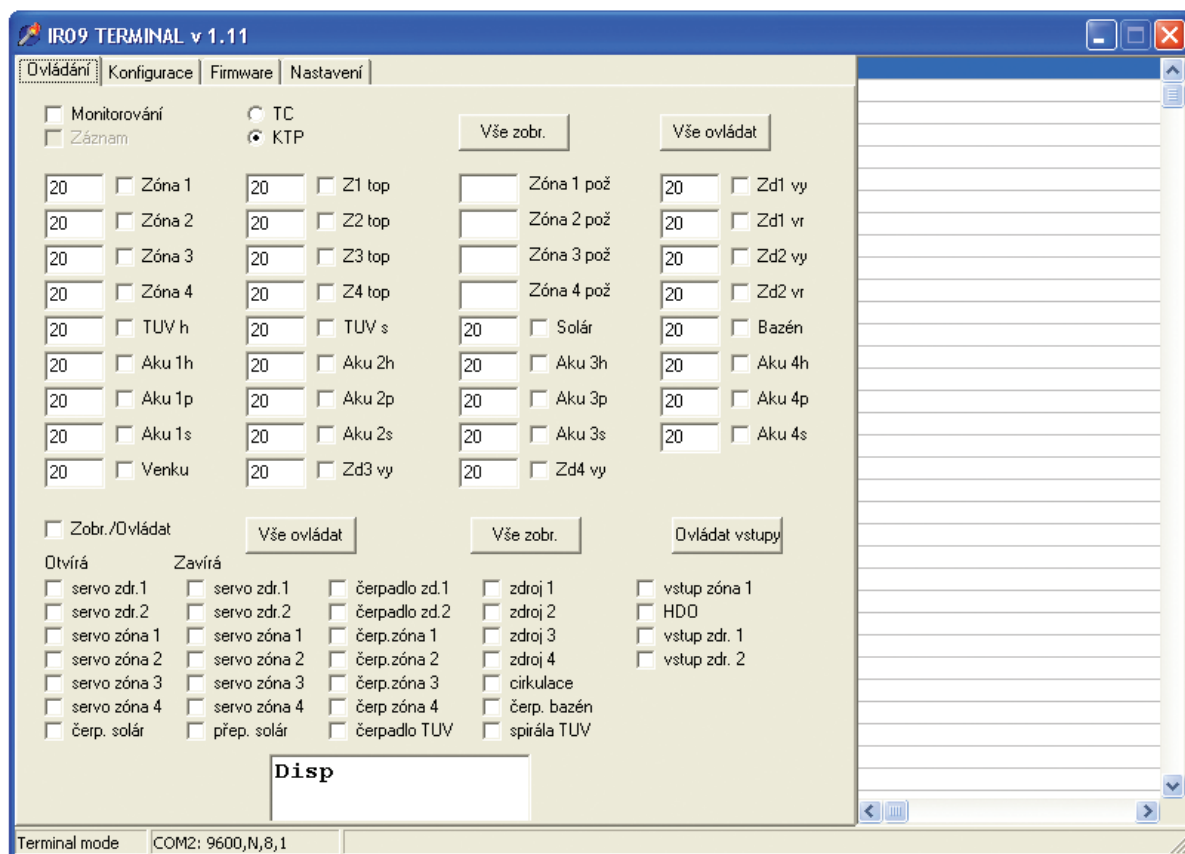 IR09 TERMINAL v 1.11
Ovládání Konfigurace Firmware Nastavení
Monitorování TC
Záznam KTP Vše zobr. Vše ovládat
20 Zóna 1 20 Z1 top Zóna 1 pož 20 Zd1 vy
20 Zóna 2 20 Z2 top Zóna 2 pož 20 Zd1 vr
20 Zóna 3 20 Z3 top Zóna 3 pož 20 Zd2 vy
20 Zóna 4 20 Z4 top Zóna 4 pož 20 Zd2 vr
20 TUV h 20 TUV s 20 Solár 20 Bazén
20 Aku 1h 20 Aku 2h 20 Aku 3h 20 Aku 4h
20 Aku 1p 20 Aku 2p 20 Aku 3p 20 Aku 4p
20 Aku 1s 20 Aku 2s 20 Aku 3s 20 Aku 4s
20 Venku 20 Zd3 vy 20 Zd4 vy
Zobr./Ovládat Vše ovládat Vše zobr. Ovládat vstupy
Otvírá Zavírá
servo zdr.1 servo zdr.1 čerpadlo zd.1 zdroj 1 vstup zóna 1
servo zdr.2 servo zdr.2 čerpadlo zd.2 zdroj 2 HDO
servo zóna 1 servo zóna 1 čerp.zóna 1 zdroj 3 vstup zdr. 1
servo zóna 2 servo zóna 2 čerp.zóna 2 zdroj 4 vstup zdr. 2
servo zóna 3 servo zóna 3 čerp.zóna 3 cirkulace
servo zóna 4 servo zóna 4 čerp zóna 4 čerp. bazén
čerp. solár přep. solár čerpadlo TUV spirála TUV
Disp
Terminal mode COM2: 9600,N,8,1